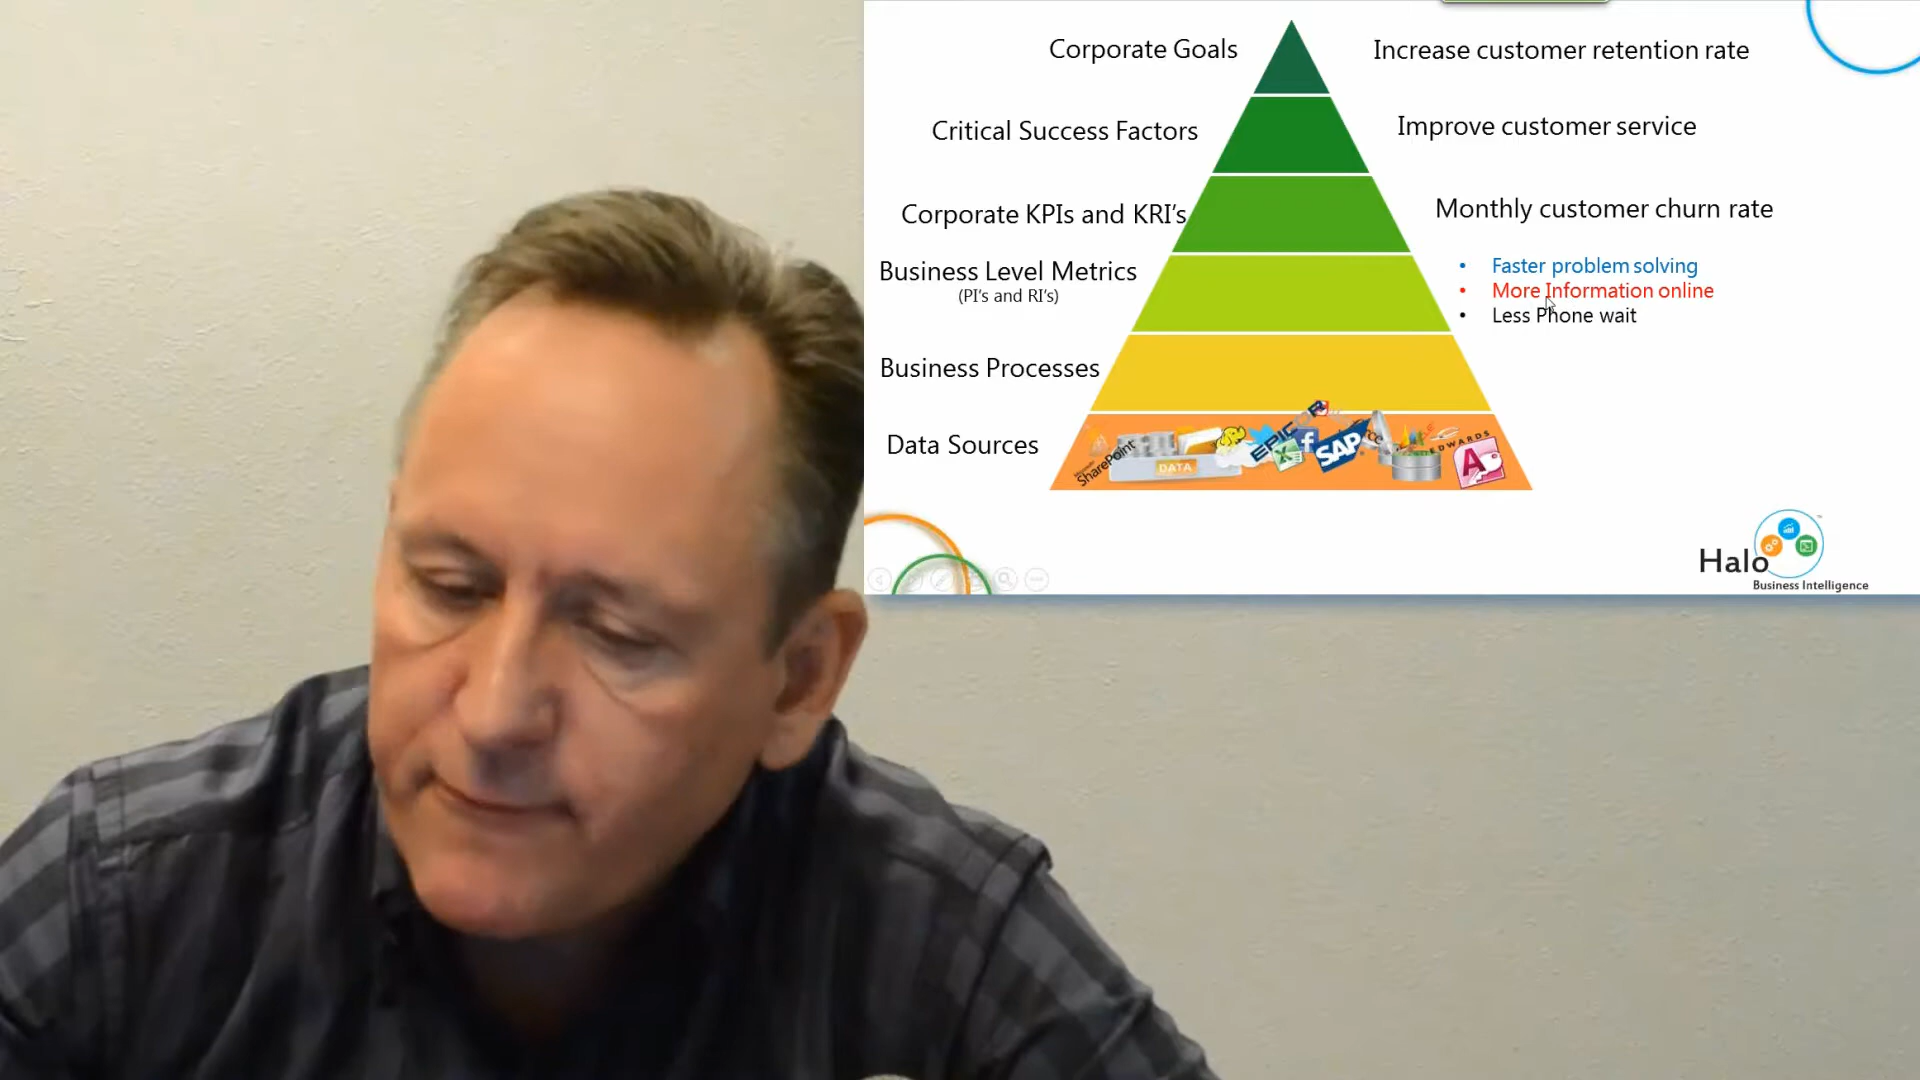 Corporate Goals
Increase customer retention rate
Critical Success Factors
Improve customer service
Corporate KPIs and KRI's
Monthly customer churn rate
Business Level Metrics
(PI's and RI's)
• Faster problem solving
• More Information online
• Less Phone wait
Business Processes
Data Sources
SharePoint
DATA
EPICOR
f
SAP
EDWARDS
A
Halo
Business Intelligence